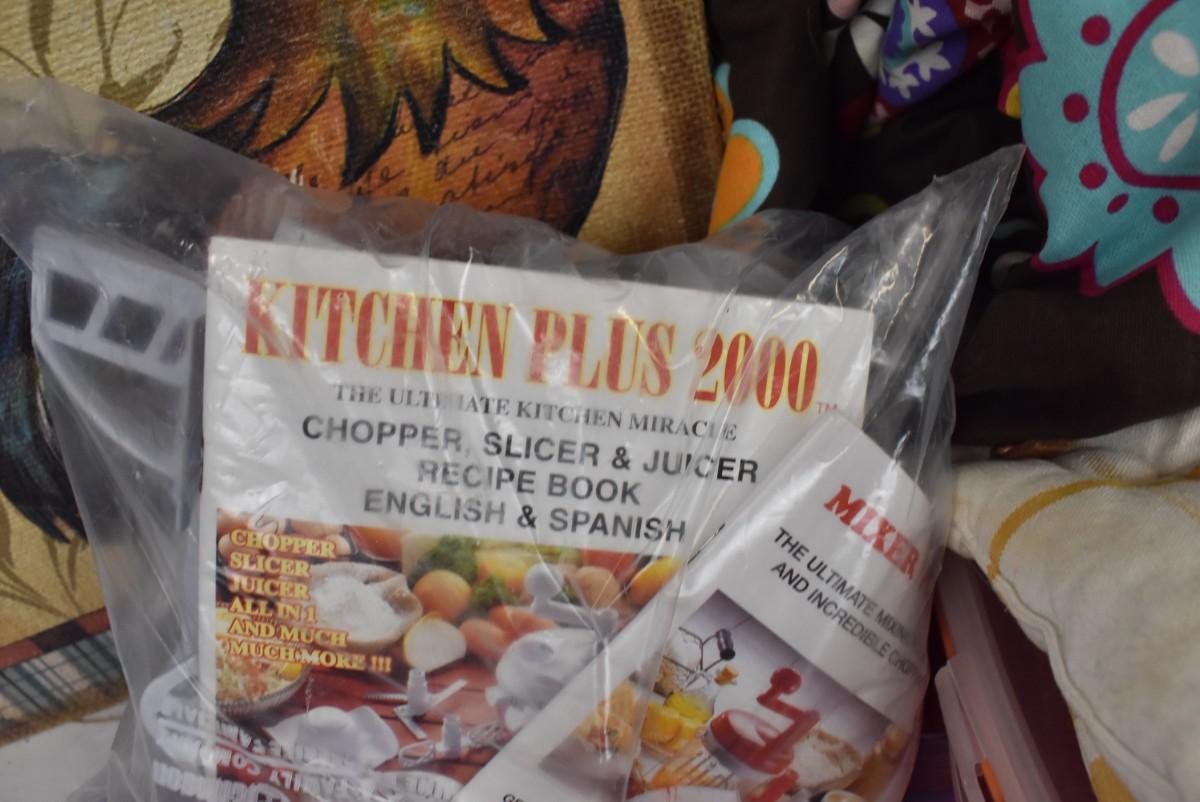 KITCHEN PLUS 2000
TM
THE ULTIMATE KITCHEN MIRACLE
CHOPPER, SLICER & JUICER
RECIPE BOOK
ENGLISH & SPANISH
CHOPPER
SLICER
JUICER
ALL IN 1
AND MUCH
MUCH MORE !!!
MIXER
THE ULTIMATE
AND INCREDIBLE